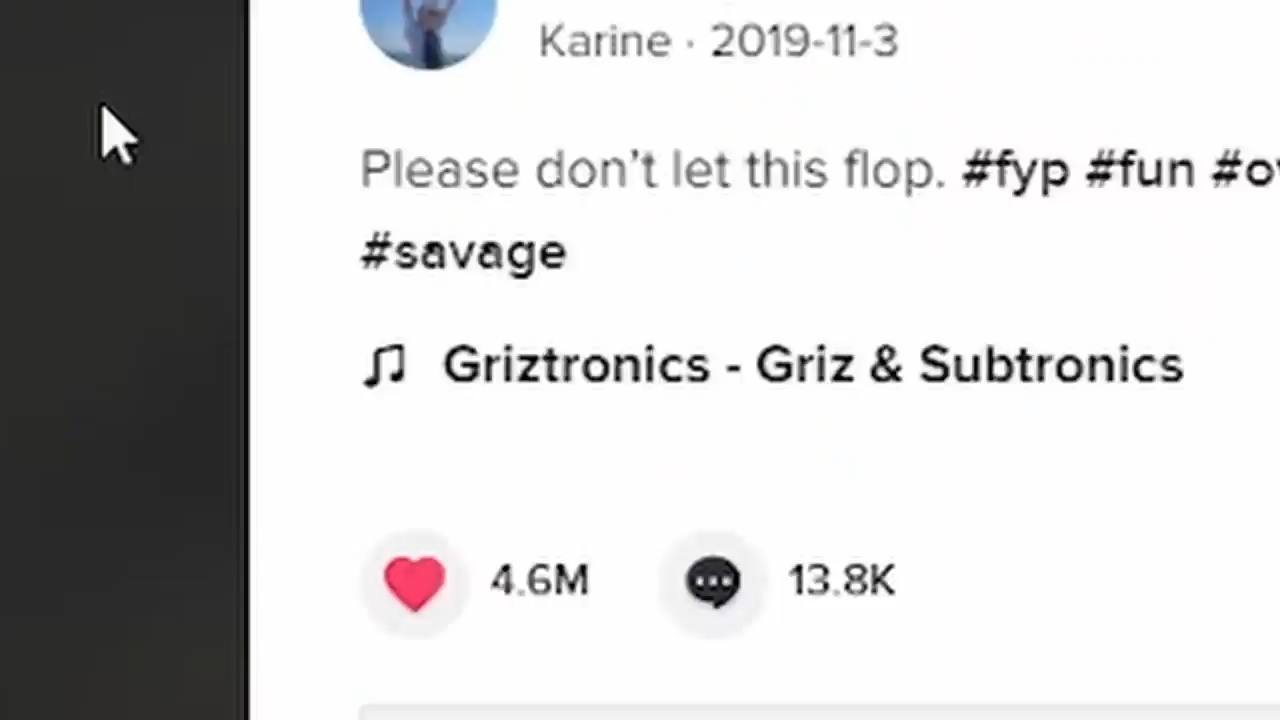 Karine · 2019-11-3
Please don’t let this flop. #fyp #fun
#savage
Griztronics - Griz & Subtronics
4.6M 13.8K